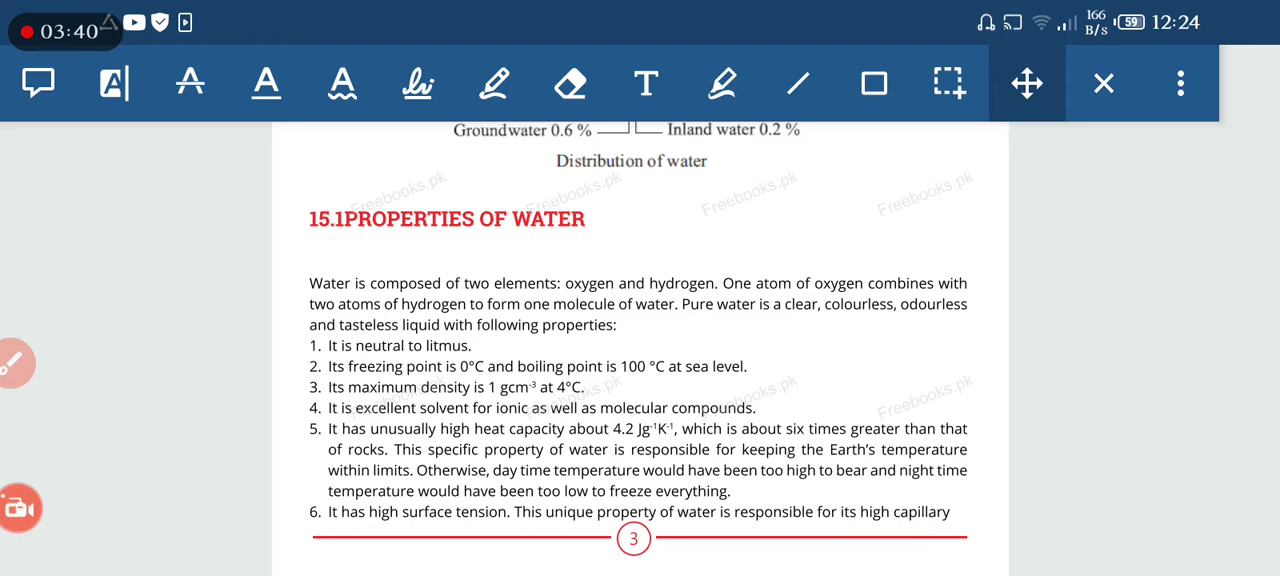 03:40
166
B/s
59
12:24
Groundwater 0.6 %
Inland water 0.2 %
Distribution of water
Freebooks.pk
Freebooks.pk
Freebooks.pk
Freebooks.pk
15.1PROPERTIES OF WATER
Water is composed of two elements: oxygen and hydrogen. One atom of oxygen combines with
two atoms of hydrogen to form one molecule of water. Pure water is a clear, colourless, odourless
and tasteless liquid with following properties:
1. It is neutral to litmus.
2. Its freezing point is 0°C and boiling point is 100 °C at sea level.
3. Its maximum density is 1 gcm⁻³ at 4°C.
Freebooks.pk
Freebooks.pk
Freebooks.pk
Freebooks.pk
4. It is excellent solvent for ionic as well as molecular compounds.
5. It has unusually high heat capacity about 4.2 Jg⁻¹K⁻¹, which is about six times greater than that
of rocks. This specific property of water is responsible for keeping the Earth's temperature
within limits. Otherwise, day time temperature would have been too high to bear and night time
temperature would have been too low to freeze everything.
6. It has high surface tension. This unique property of water is responsible for its high capillary
3